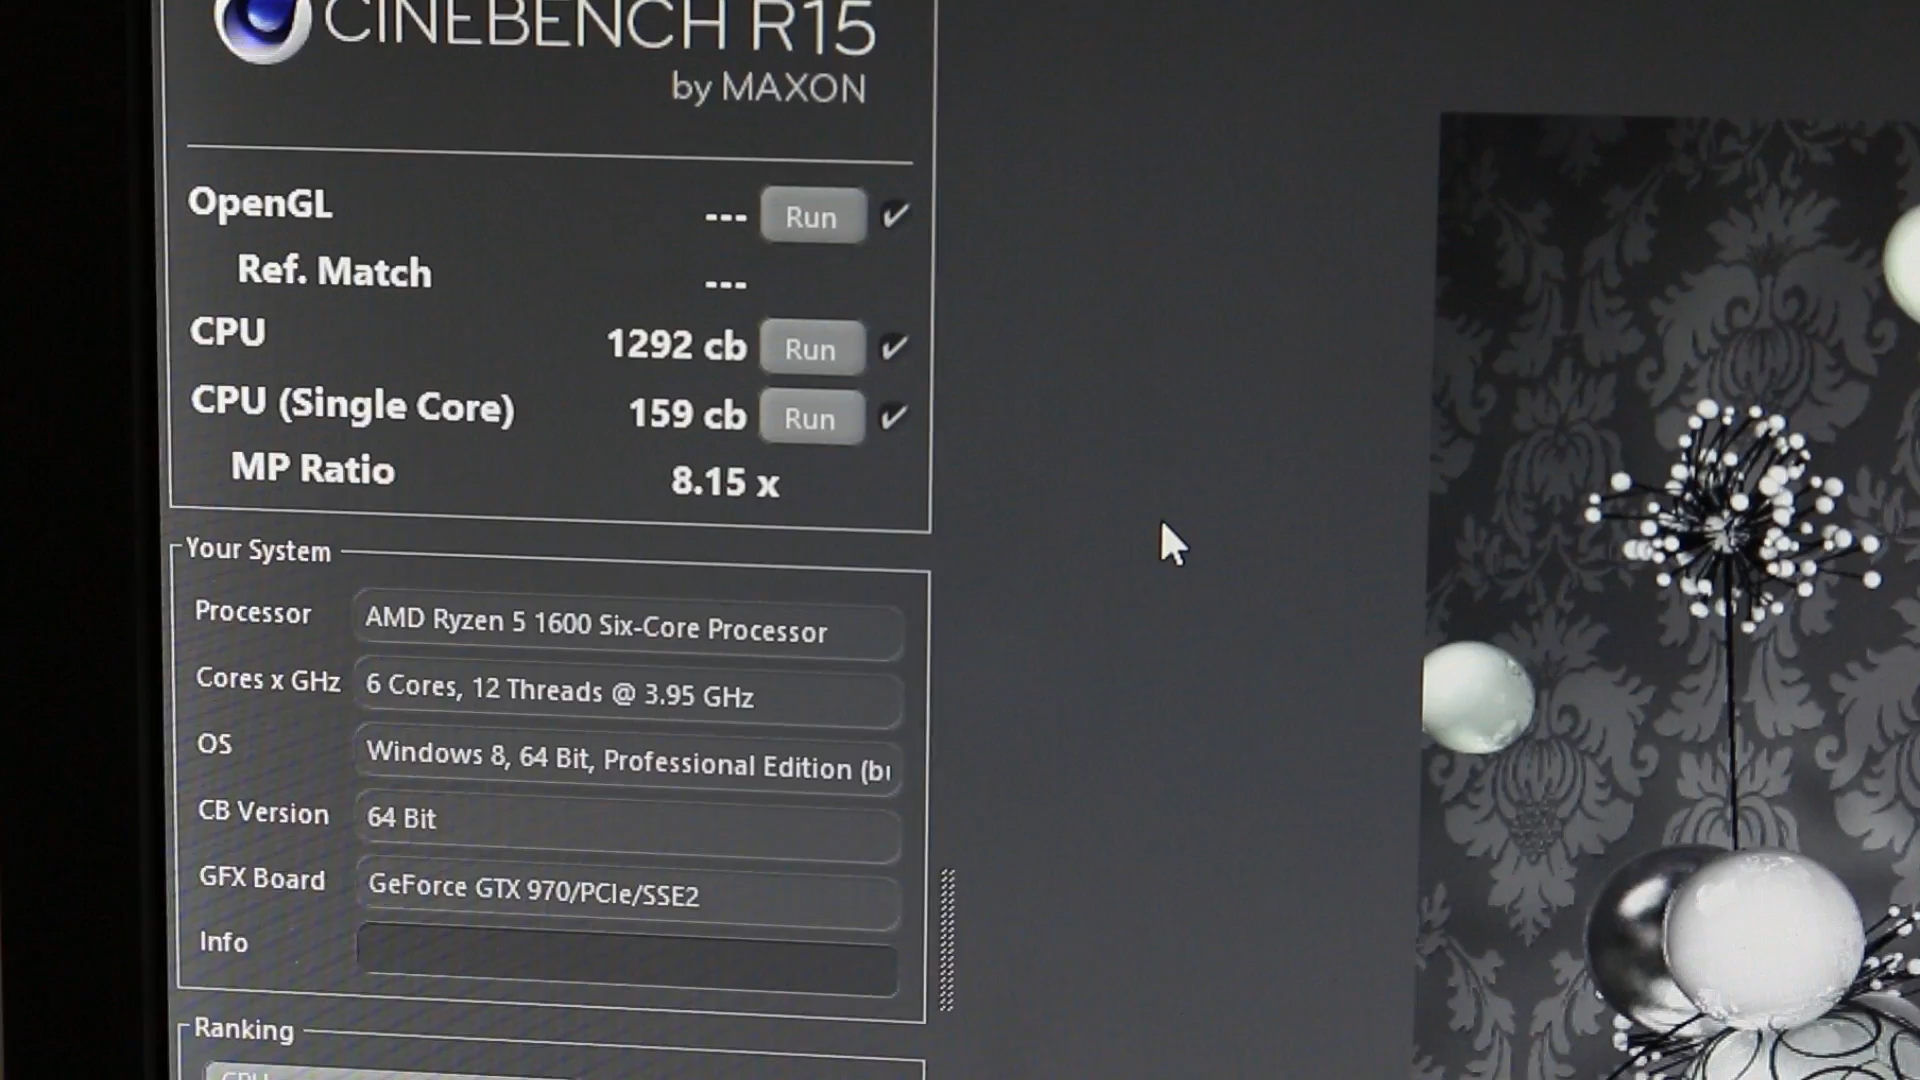 CINEBENCH R15
by MAXON
OpenGL --- Run
Ref. Match ---
CPU 1292 cb Run
CPU (Single Core) 159 cb Run
MP Ratio 8.15 x
Your System
Processor AMD Ryzen 5 1600 Six-Core Processor
Cores x GHz 6 Cores, 12 Threads @ 3.95 GHz
OS Windows 8, 64 Bit, Professional Edition (bu
CB Version 64 Bit
GFX Board GeForce GTX 970/PCIe/SSE2
Info
Ranking
CPU